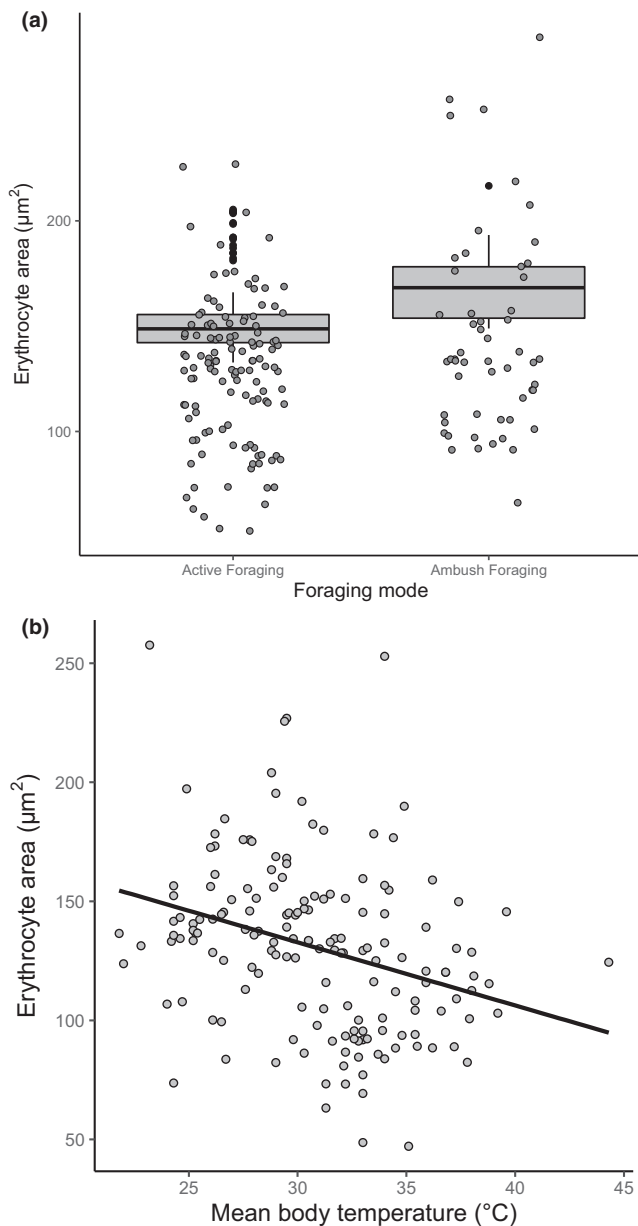 (a)
Erythrocyte area (µm²)
200
100
Active Foraging
Ambush Foraging
Foraging mode
(b)
Erythrocyte area (µm²)
250
200
150
100
50
25
30
35
40
45
Mean body temperature (°C)